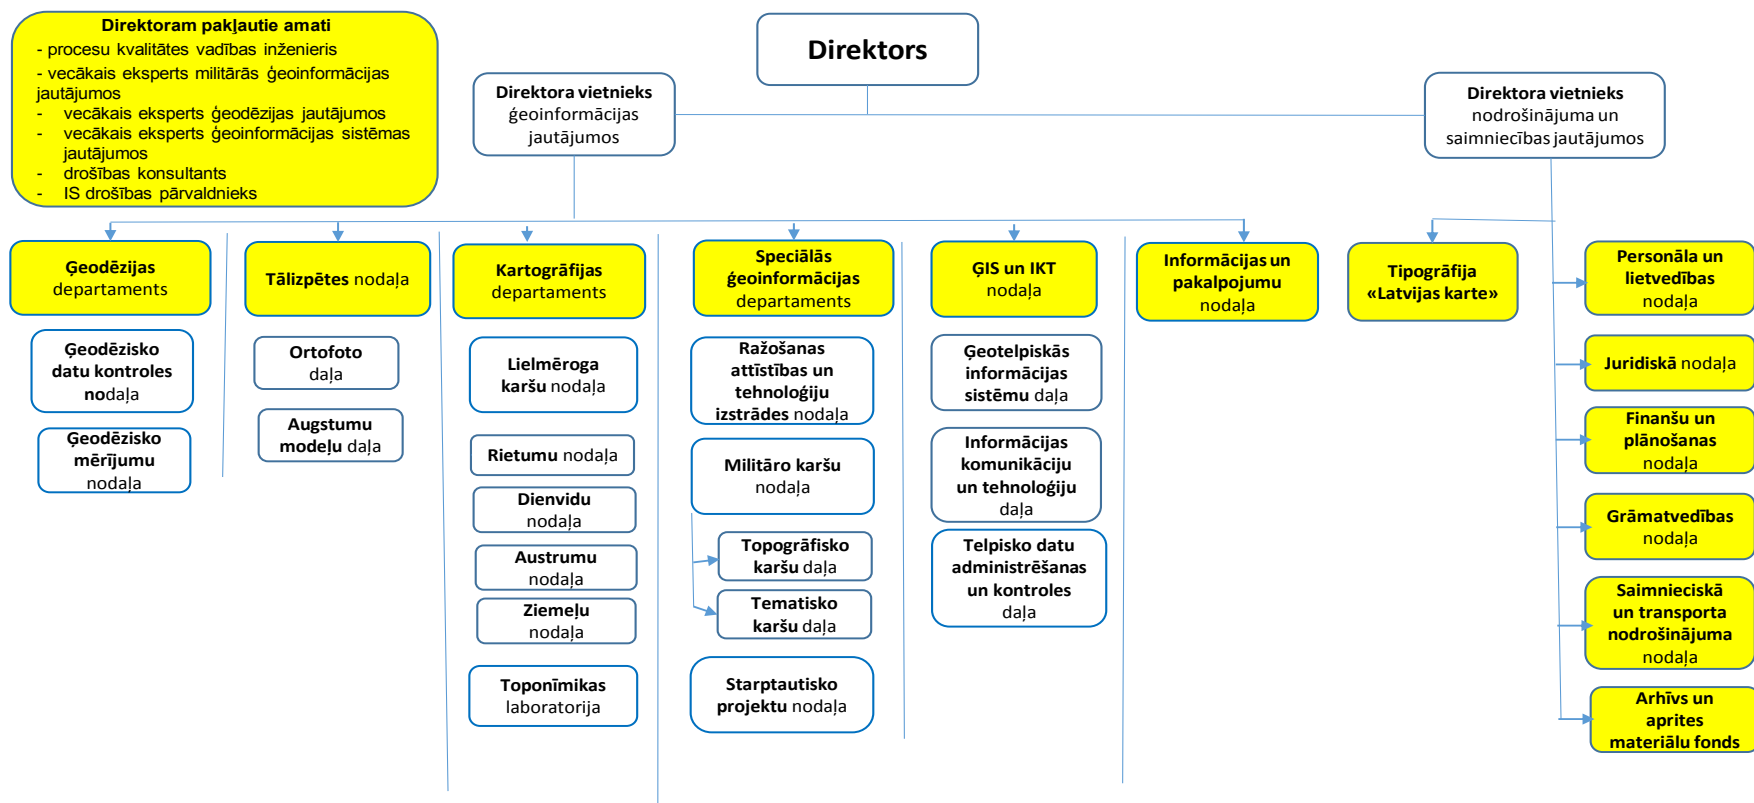 Direktoram pakļautie amati
- procesu kvalitātes vadības inženieris
- vecākais eksperts militārās ģeoinformācijas
jautājumos
- vecākais eksperts ģeodēzijas jautājumos
- vecākais eksperts ģeoinformācijas sistēmas
jautājumos
- drošības konsultants
- IS drošības pārvaldnieks
Direktors
Direktora vietnieks
ģeoinformācijas
jautājumos
Direktora vietnieks
nodrošinājuma un
saimniecības jautājumos
Ģeodēzijas
departaments
Ģeodēzisko
datu kontroles
nodaļa
Ģeodēzisko
mērījumu
nodaļa
Tālizpētes nodaļa
Ortofoto
daļa
Augstumu
modeļu daļa
Kartogrāfijas
departaments
Lielmēroga
karšu nodaļa
Rietumu nodaļa
Dienvidu
nodaļa
Austrumu
nodaļa
Ziemeļu
nodaļa
Toponīmikas
laboratorija
Speciālās
ģeoinformācijas
departaments
Ražošanas
attīstības un
tehnoloģiju
izstrādes nodaļa
Militāro karšu
nodaļa
Topogrāfisko
karšu daļa
Tematisko
karšu daļa
Starptautisko
projektu nodaļa
ĢIS un IKT
nodaļa
Ģeotelpiskās
informācijas
sistēmu daļa
Informācijas
komunikāciju
un tehnoloģiju
daļa
Telpisko datu
administrēšanas
un kontroles
daļa
Informācijas un
pakalpojumu
nodaļa
Tipogrāfija
«Latvijas karte»
Personāla un
lietvedības
nodaļa
Juridiskā nodaļa
Finanšu un
plānošanas
nodaļa
Grāmatvedības
nodaļa
Saimnieciskā
un transporta
nodrošinājuma
nodaļa
Arhīvs un
aprites
materiālu fonds